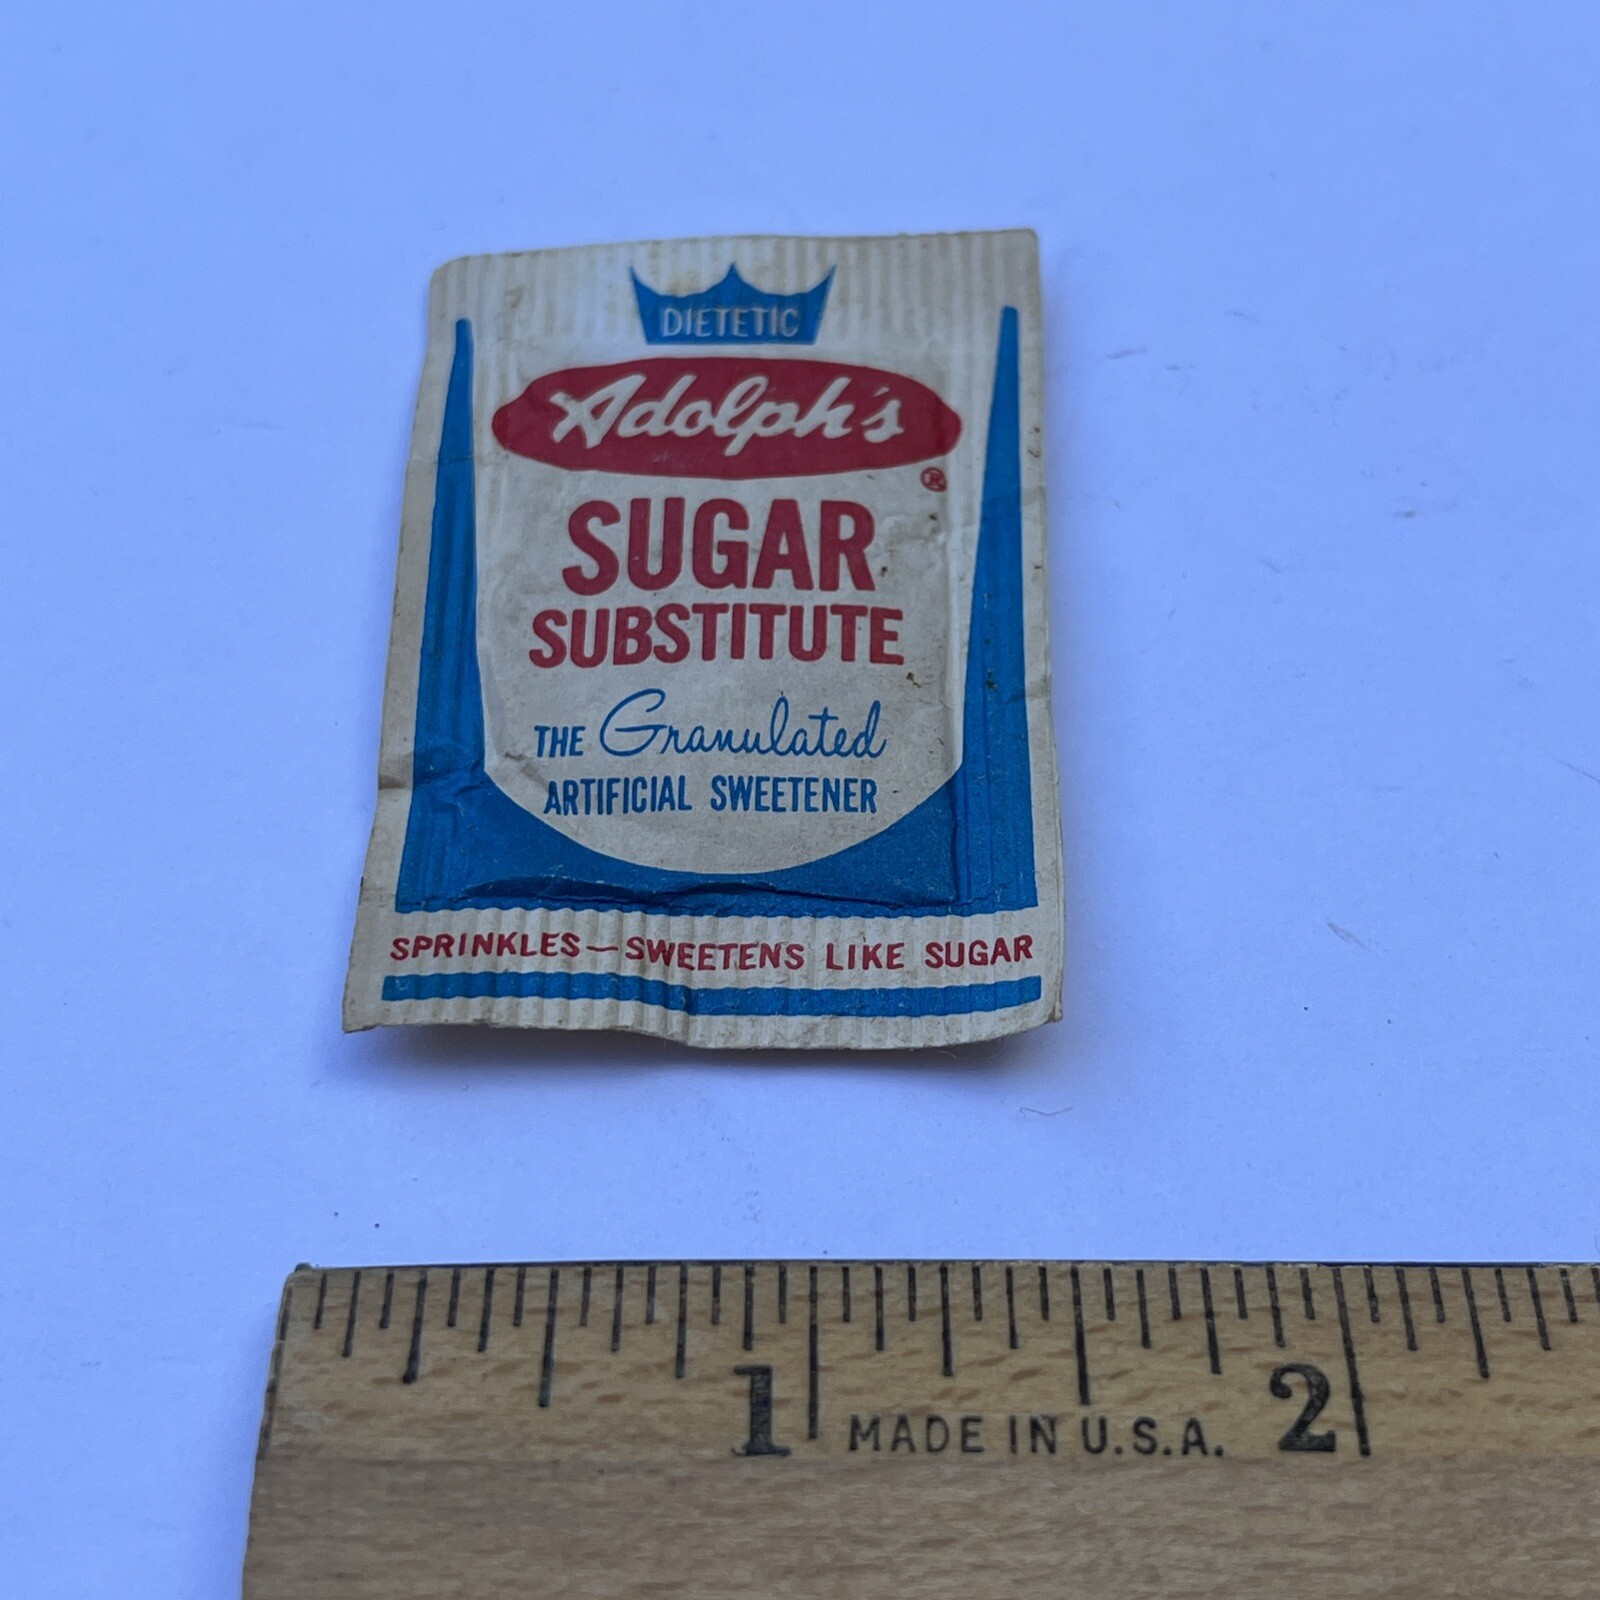 DIETETIC
Adolph's
®
SUGAR
SUBSTITUTE
THE Granulated
ARTIFICIAL SWEETENER
SPRINKLES—SWEETENS LIKE SUGAR
1 MADE IN U.S.A. 2